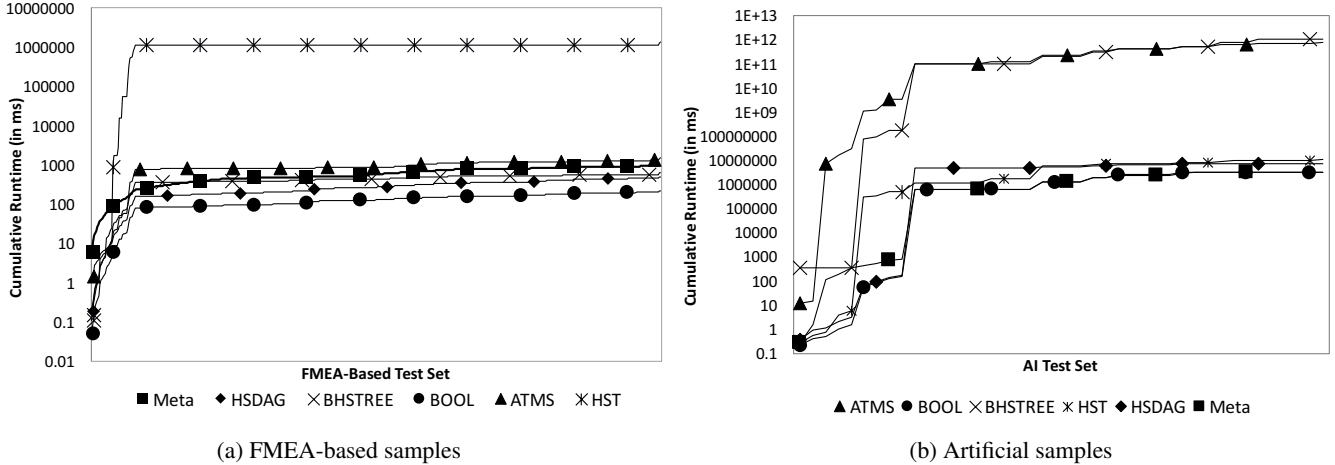 10000000
1000000
100000
10000
1000
100
10
1
0.1
0.01
Cumulative Runtime (in ms)
FMEA-Based Test Set
Meta HSDAG BHSTREE BOOL ATMS HST
(a) FMEA-based samples
1E+13
1E+12
1E+11
1E+10
1E+09
100000000
10000000
1000000
100000
10000
1000
100
10
1
0.1
Cumulative Runtime (in ms)
AI Test Set
ATMS BOOL BHSTREE HST HSDAG Meta
(b) Artificial samples